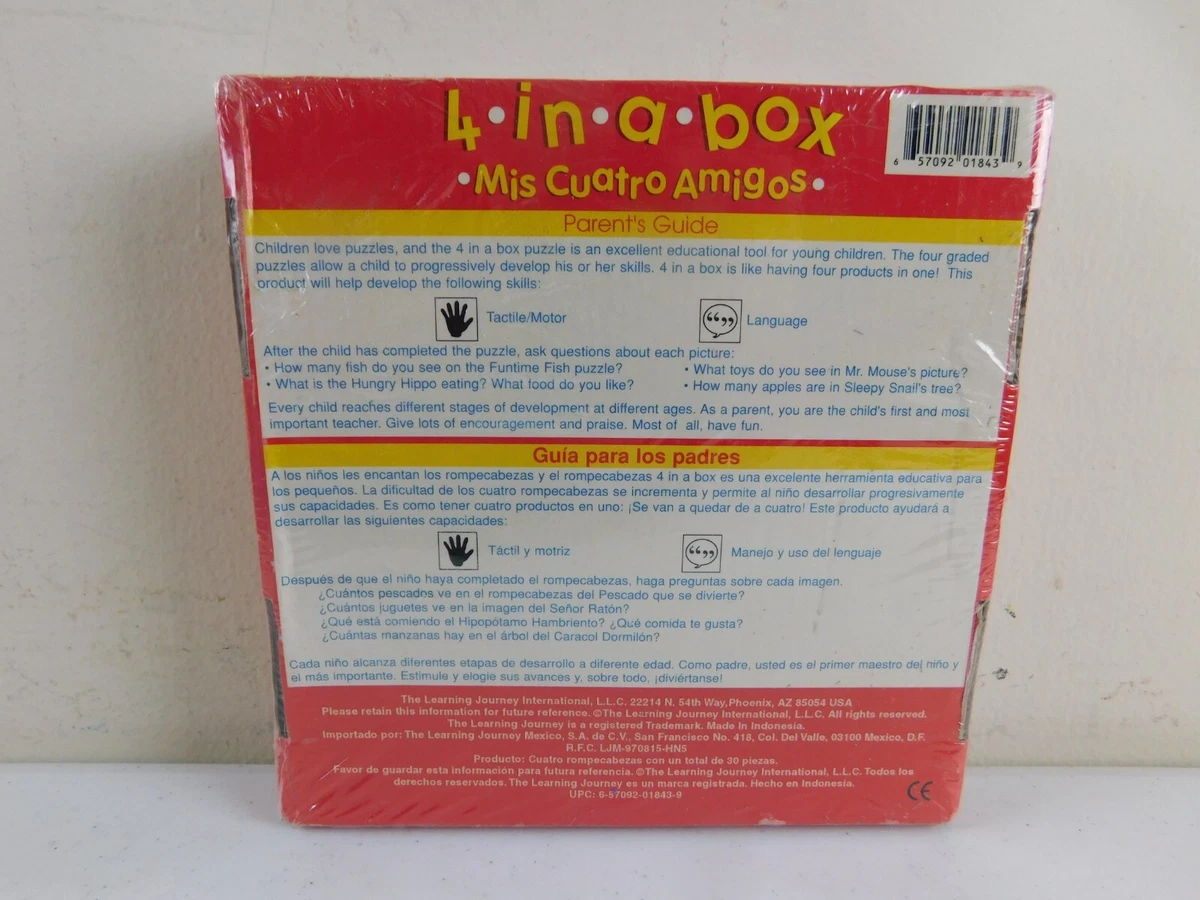 4•in•a•box
•Mis Cuatro Amigos•
6 57092 01843 9
Parent's Guide
Children love puzzles, and the 4 in a box puzzle is an excellent educational tool for young children. The four graded
puzzles allow a child to progressively develop his or her skills. 4 in a box is like having four products in one! This
product will help develop the following skills:
Tactile/Motor
Language
After the child has completed the puzzle, ask questions about each picture:
• How many fish do you see on the Funtime Fish puzzle?
• What toys do you see in Mr. Mouse's picture?
• What is the Hungry Hippo eating? What food do you like?
• How many apples are in Sleepy Snail's tree?
Every child reaches different stages of development at different ages. As a parent, you are the child's first and most
important teacher. Give lots of encouragement and praise. Most of all, have fun.
Guía para los padres
A los niños les encantan los rompecabezas y el rompecabezas 4 in a box es una excelente herramienta educativa para
los pequeños. La dificultad de los cuatro rompecabezas se incrementa y permite al niño desarrollar progresivamente
sus capacidades. Es como tener cuatro productos en uno: ¡Se van a quedar de a cuatro! Este producto ayudará a
desarrollar las siguientes capacidades:
Táctil y motriz
Manejo y uso del lenguaje
Después de que el niño haya completado el rompecabezas, haga preguntas sobre cada imagen.
¿Cuántos pescados ve en el rompecabezas del Pescado que se divierte?
¿Cuántos juguetes ve en la imagen del Señor Ratón?
¿Qué está comiendo el Hipopótamo Hambriento? ¿Qué comida te gusta?
¿Cuántas manzanas hay en el árbol del Caracol Dormilón?
Cada niño alcanza diferentes etapas de desarrollo a diferente edad. Como padre, usted es el primer maestro del niño y
el más importante. Estimule y elogie sus avances y, sobre todo, ¡diviértanse!
The Learning Journey International, L.L.C. 22214 N. 54th Way,Phoenix, AZ 85054 USA
Please retain this information for future reference. ©The Learning Journey International, L.L.C. All rights reserved.
The Learning Journey is a registered Trademark. Made In Indonesia.
Importado por: The Learning Journey Mexico, S.A. de C.V., San Francisco No. 418, Col. Del Valle, 03100 Mexico, D.F.
R.F.C. LJM-970815-HN5
Producto: Cuatro rompecabezas con un total de 30 piezas.
Favor de guardar esta información para futura referencia. ©The Learning Journey International, L.L.C. Todos los
derechos reservados. The Learning Journey es un marca registrada. Hecho en Indonesia.
UPC: 6-57092-01843-9
CE